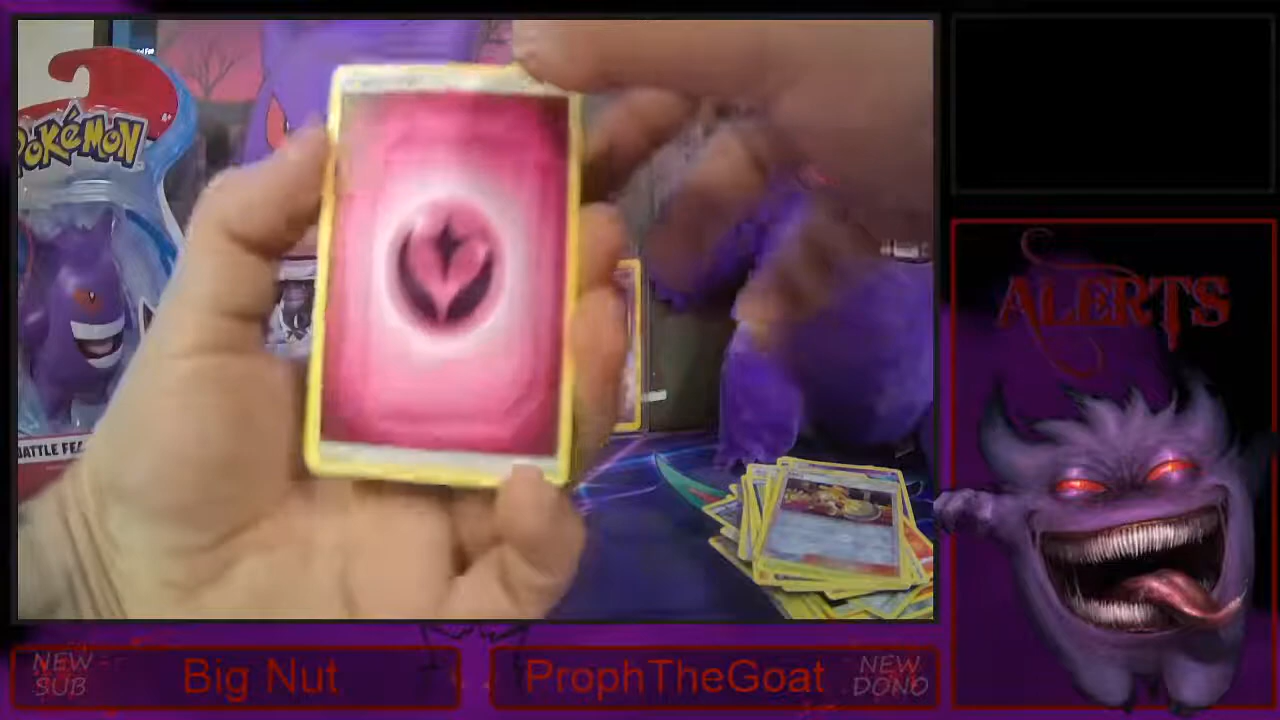 POKÉMON
BATTLE FEA
ALERTS
NEW SUB
Big Nut
ProphTheGoat
NEW DONO